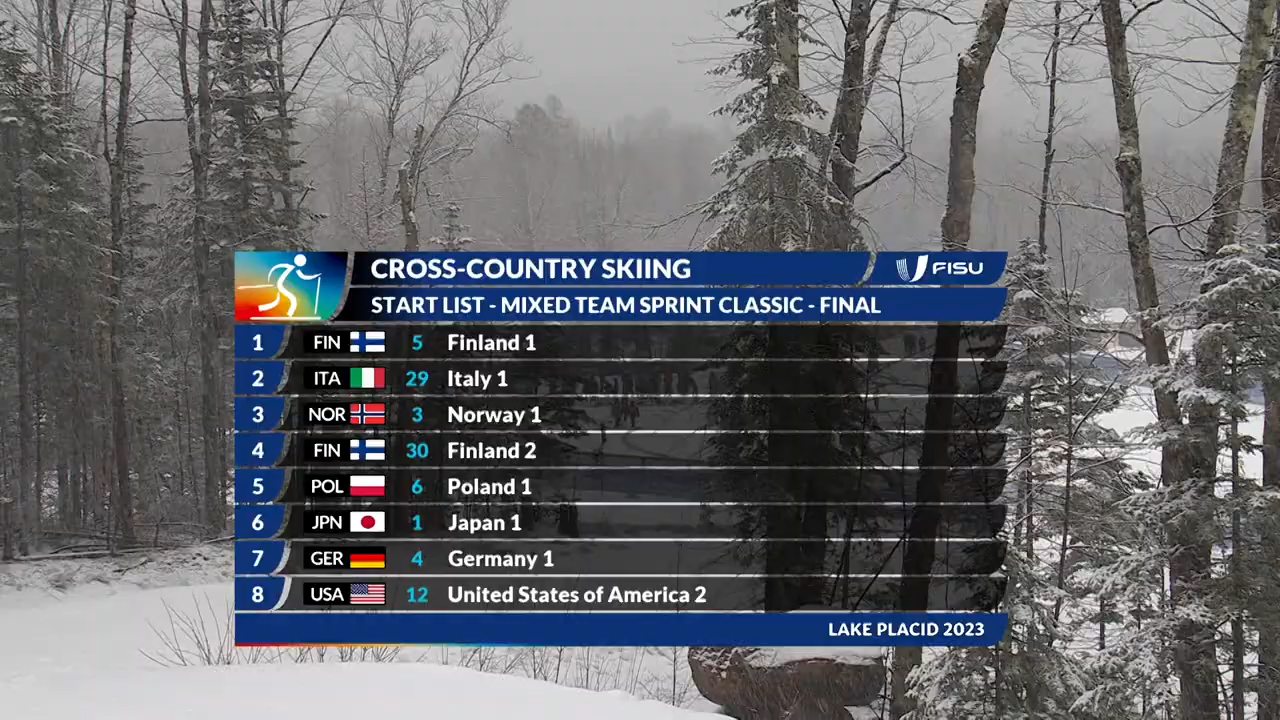 CROSS-COUNTRY SKIING FISU
START LIST - MIXED TEAM SPRINT CLASSIC - FINAL
1 FIN 5 Finland 1
2 ITA 29 Italy 1
3 NOR 3 Norway 1
4 FIN 30 Finland 2
5 POL 6 Poland 1
6 JPN 1 Japan 1
7 GER 4 Germany 1
8 USA 12 United States of America 2
LAKE PLACID 2023